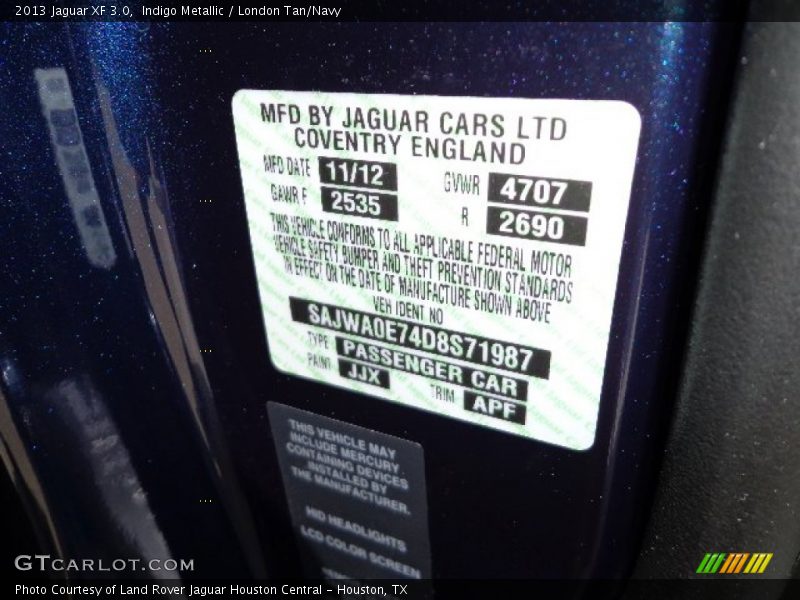 2013 Jaguar XF 3.0, Indigo Metallic / London Tan/Navy
MFD BY JAGUAR CARS LTD
COVENTRY ENGLAND
MFD DATE 11/12 GVWR 4707
GAWR F 2535 R 2690
THIS VEHICLE CONFORMS TO ALL APPLICABLE FEDERAL MOTOR
VEHICLE SAFETY BUMPER AND THEFT PREVENTION STANDARDS
IN EFFECT ON THE DATE OF MANUFACTURE SHOWN ABOVE
VEH IDENT NO
SAJWA0E74D8S71987
TYPE PASSENGER CAR
PAINT JJX TRIM APF
THIS VEHICLE MAY
INCLUDE MERCURY
CONTAINING DEVICES
INSTALLED BY
THE MANUFACTURER.
HID HEADLIGHTS
LCD COLOR SCREEN
GTCARLOT.COM
Photo Courtesy of Land Rover Jaguar Houston Central - Houston, TX